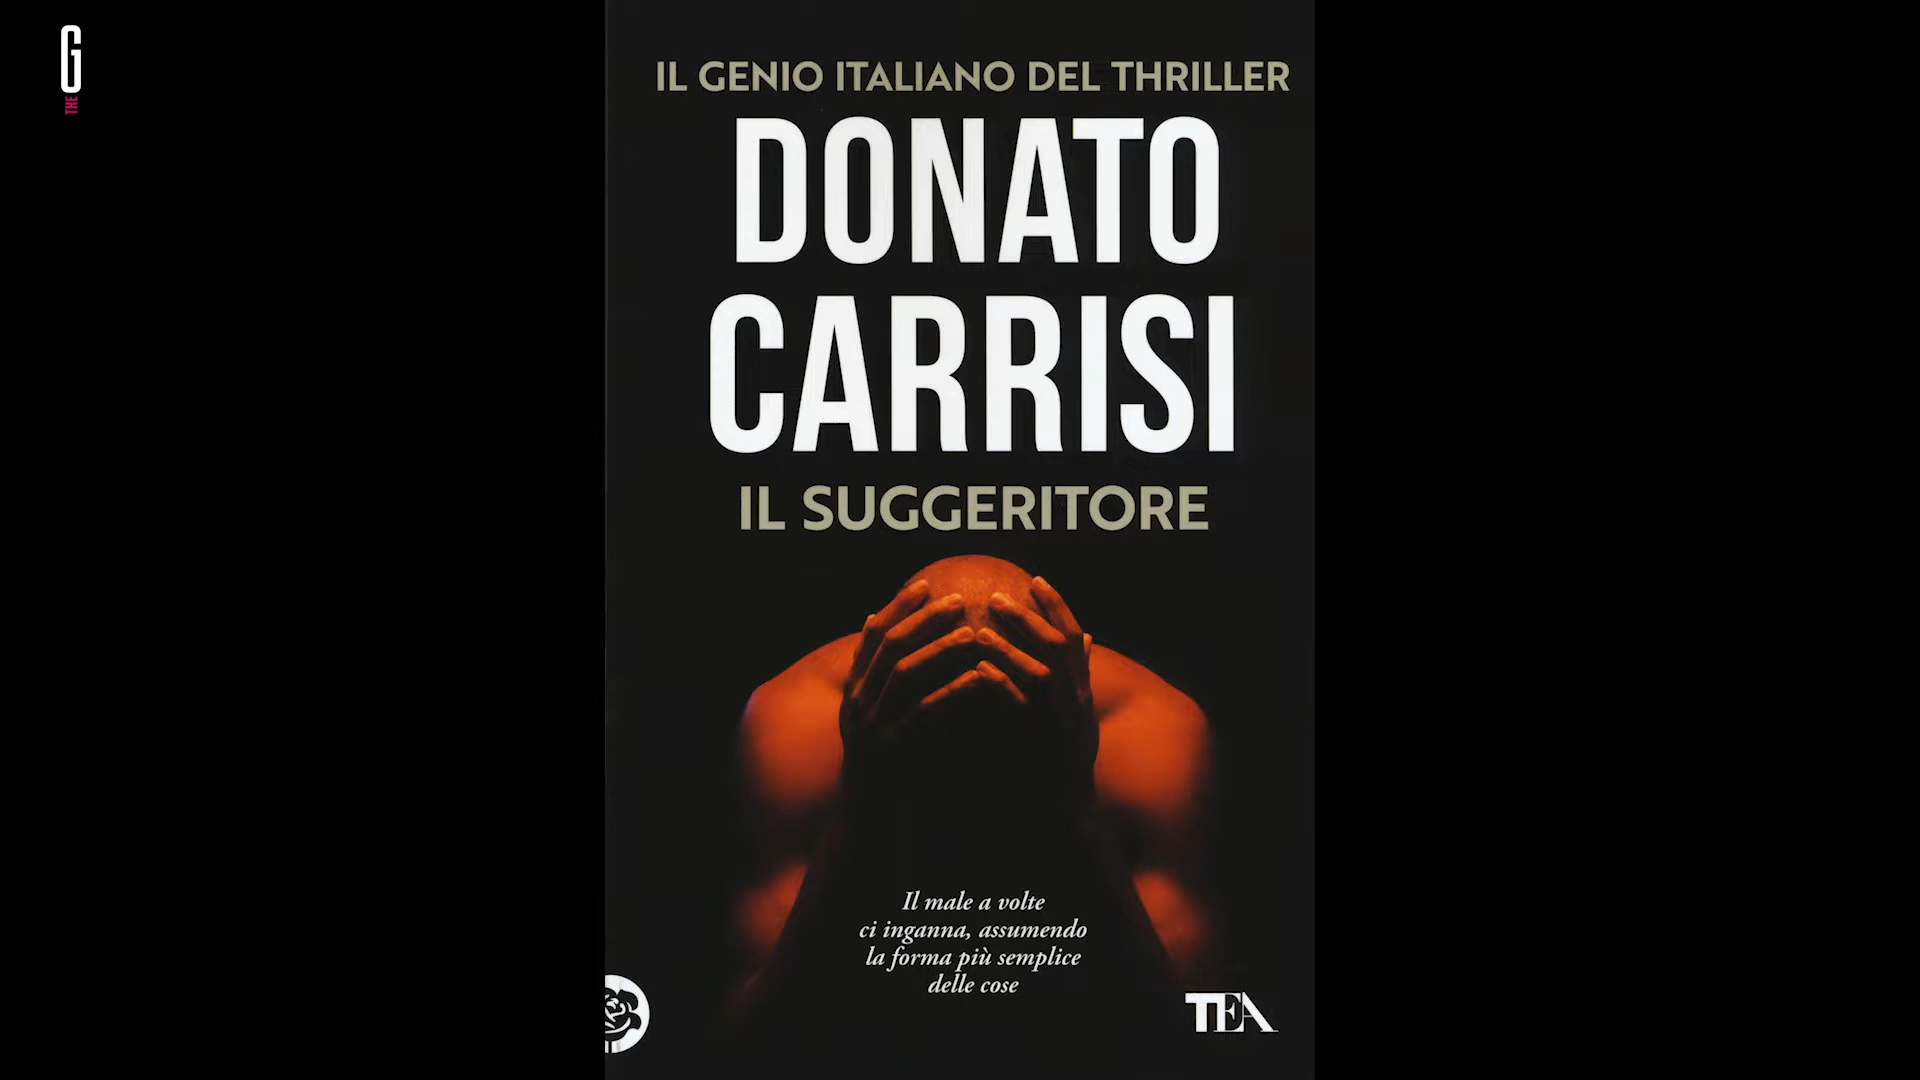 THE G
IL GENIO ITALIANO DEL THRILLER
DONATO
CARRISI
IL SUGGERITORE
Il male a volte
ci inganna, assumendo
la forma più semplice
delle cose
TEA